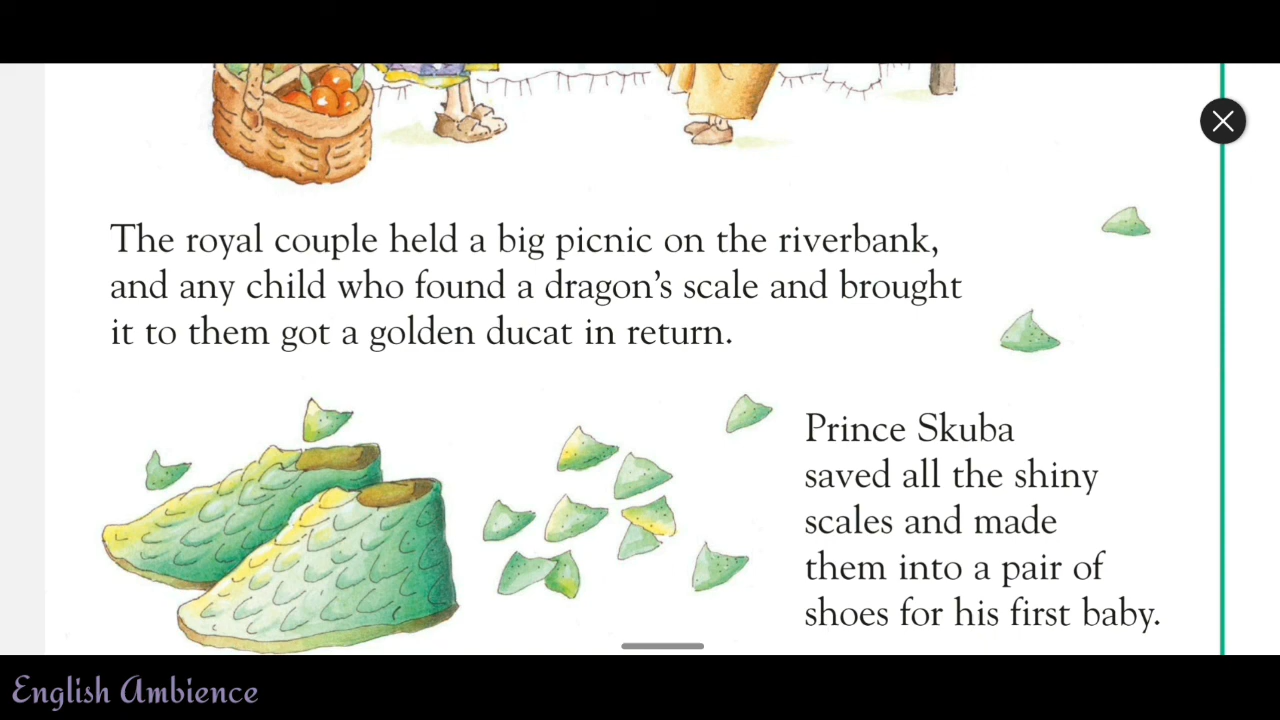 The royal couple held a big picnic on the riverbank,
and any child who found a dragon's scale and brought
it to them got a golden ducat in return.
Prince Skuba
saved all the shiny
scales and made
them into a pair of
shoes for his first baby.
English Ambience